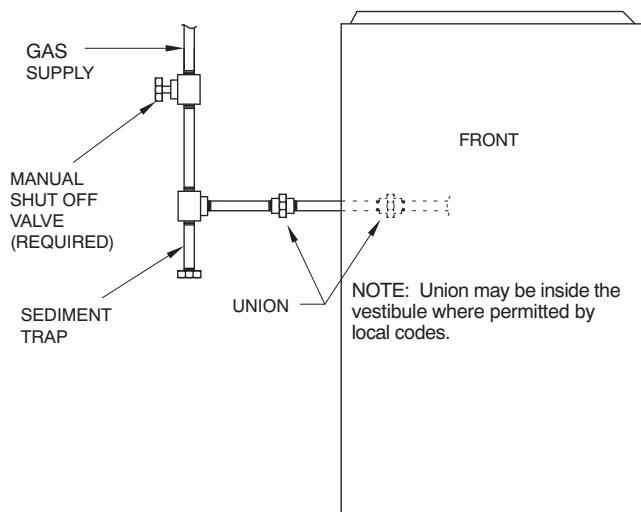 GAS
SUPPLY
FRONT
MANUAL
SHUT OFF
VALVE
(REQUIRED)
SEDIMENT
TRAP
UNION
NOTE:  Union may be inside the
vestibule where permitted by
local codes.